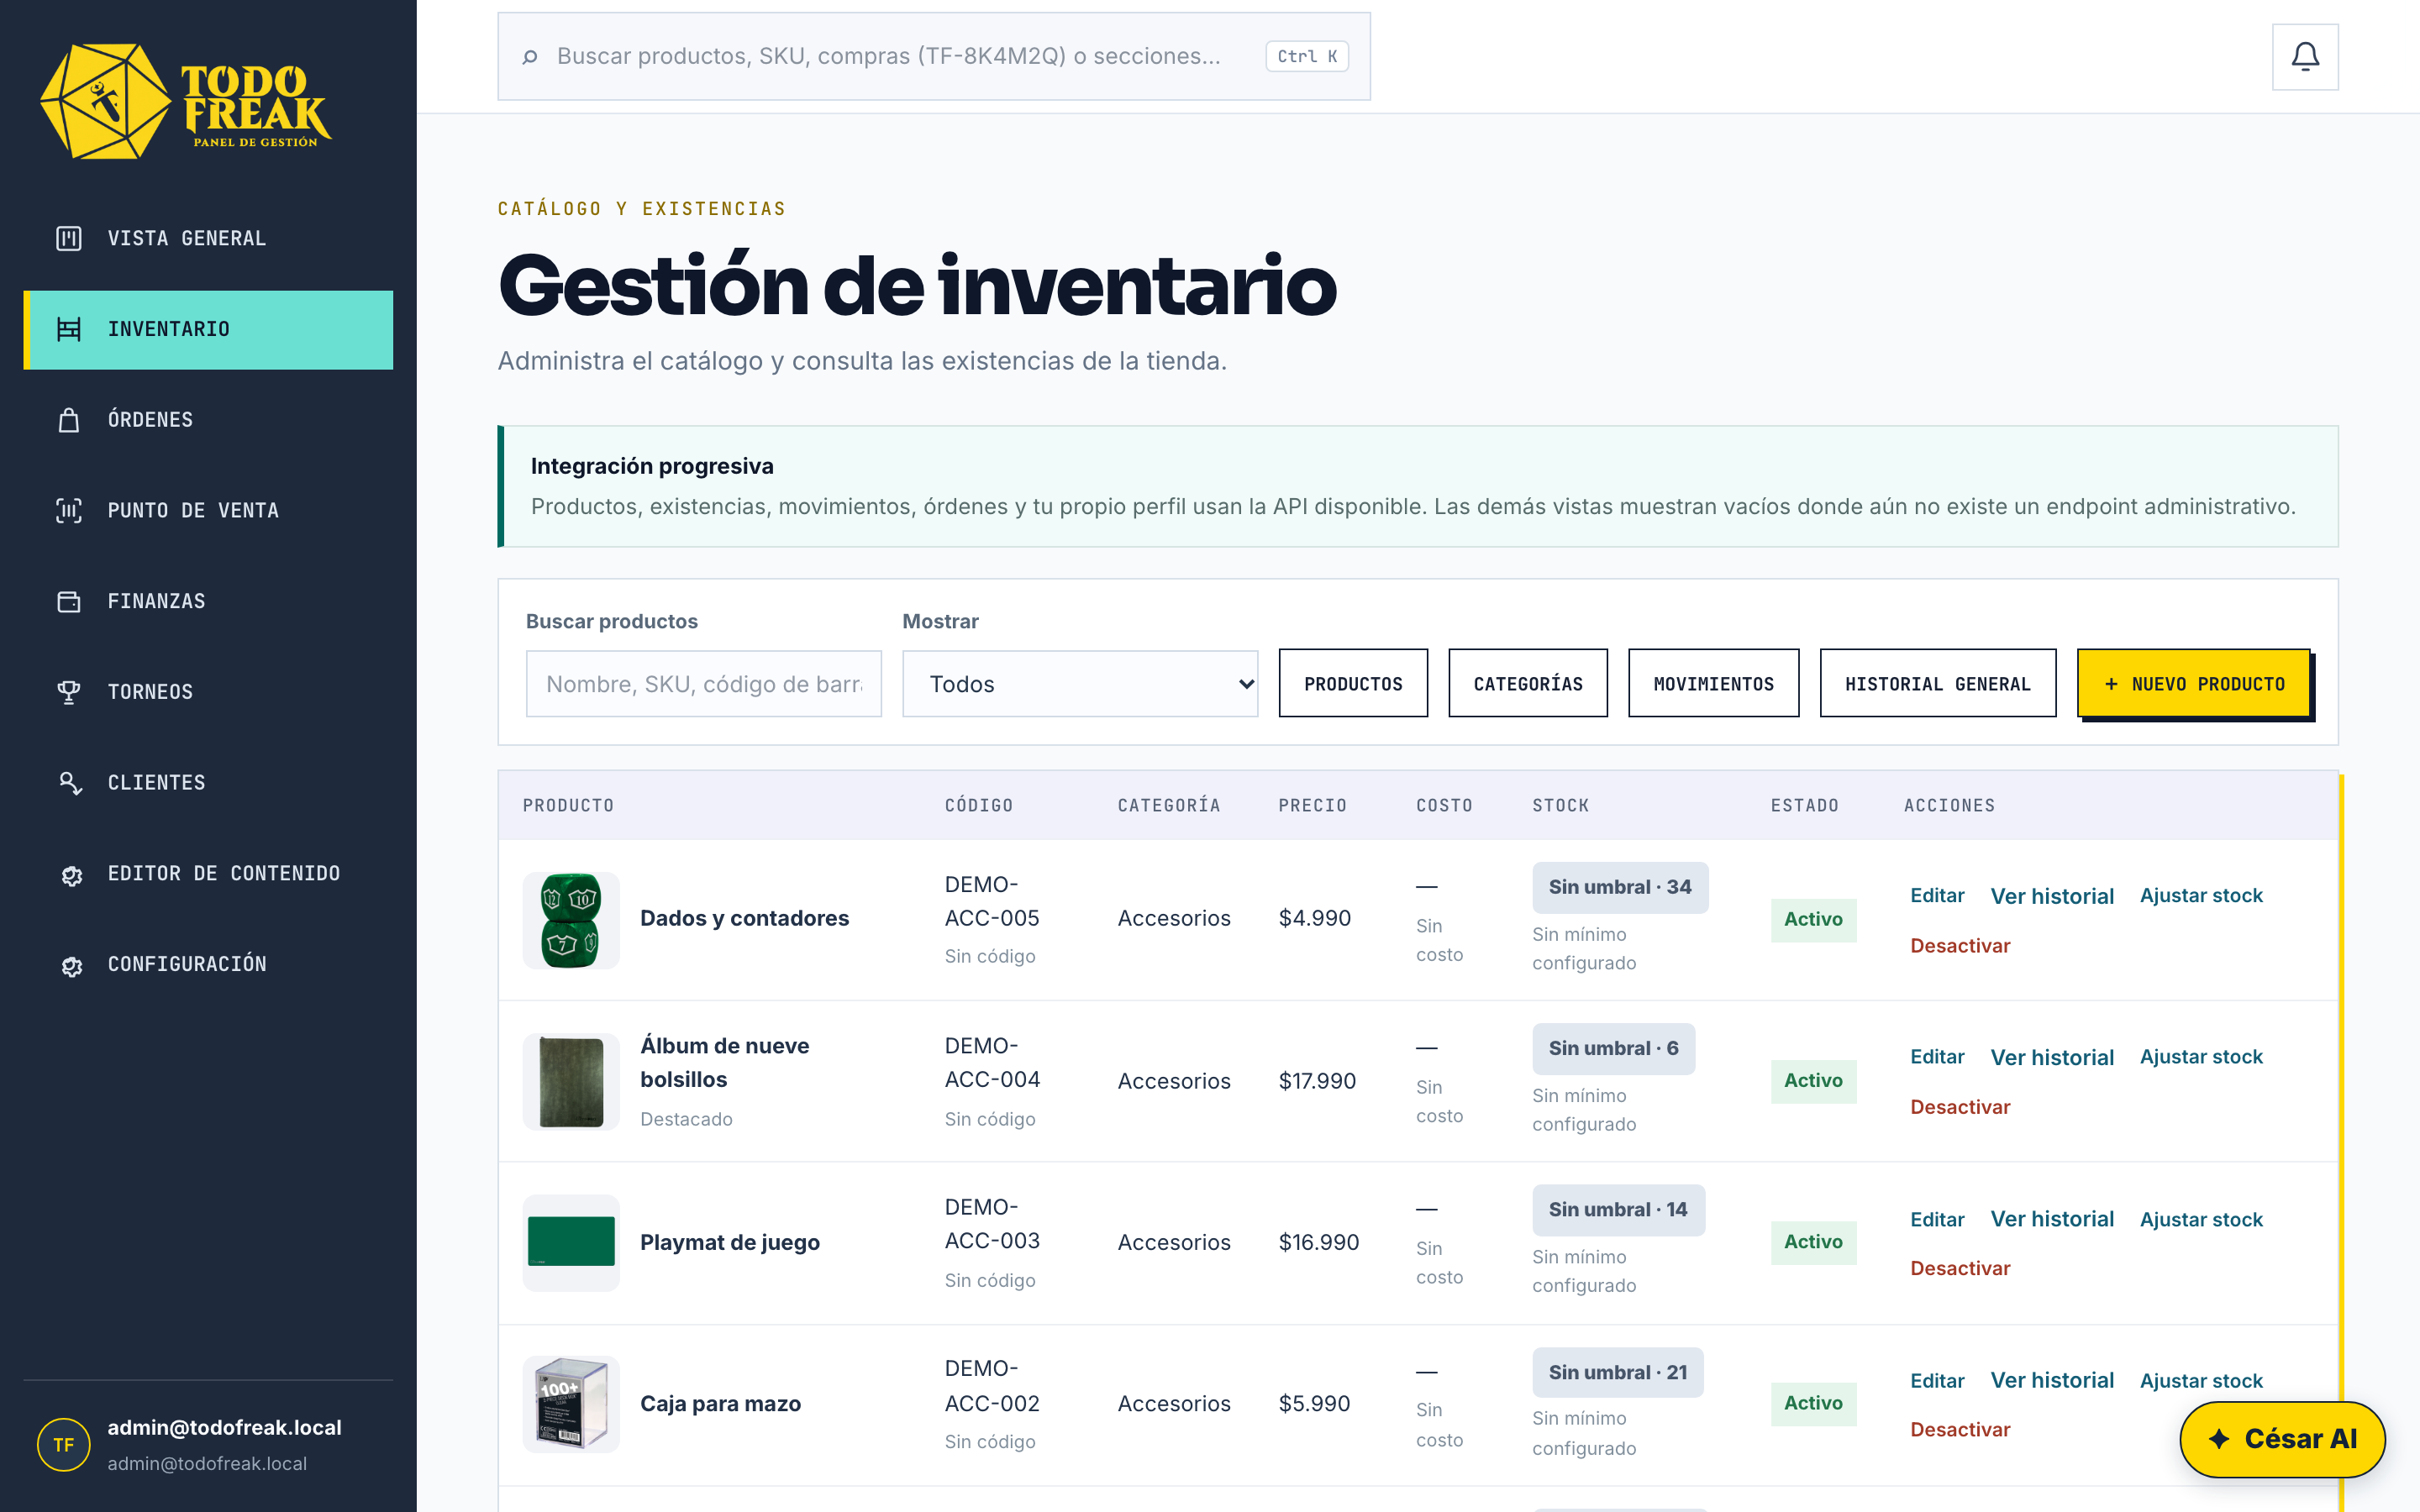 TODO
FREAK
PANEL DE GESTIÓN
VISTA GENERAL
INVENTARIO
ÓRDENES
PUNTO DE VENTA
FINANZAS
TORNEOS
CLIENTES
EDITOR DE CONTENIDO
CONFIGURACIÓN
TF
admin@todofreak.local
admin@todofreak.local
Buscar productos, SKU, compras (TF-8K4M2Q) o secciones...
Ctrl K
CATÁLOGO Y EXISTENCIAS
Gestión de inventario
Administra el catálogo y consulta las existencias de la tienda.
Integración progresiva
Productos, existencias, movimientos, órdenes y tu propio perfil usan la API disponible. Las demás vistas muestran vacíos donde aún no existe un endpoint administrativo.
Buscar productos
Mostrar
Nombre, SKU, código de barr
Todos
PRODUCTOS
CATEGORÍAS
MOVIMIENTOS
HISTORIAL GENERAL
+ NUEVO PRODUCTO
PRODUCTO CÓDIGO CATEGORÍA PRECIO COSTO STOCK ESTADO ACCIONES
12
10
7
Dados y contadores
DEMO-
ACC-005
Sin código
Accesorios
$4.990
—
Sin
costo
Sin umbral · 34
Sin mínimo
configurado
Activo
Editar Ver historial Ajustar stock
Desactivar
Álbum de nueve
bolsillos
Destacado
DEMO-
ACC-004
Sin código
Accesorios
$17.990
—
Sin
costo
Sin umbral · 6
Sin mínimo
configurado
Activo
Editar Ver historial Ajustar stock
Desactivar
Playmat de juego
DEMO-
ACC-003
Sin código
Accesorios
$16.990
—
Sin
costo
Sin umbral · 14
Sin mínimo
configurado
Activo
Editar Ver historial Ajustar stock
Desactivar
100+
Caja para mazo
DEMO-
ACC-002
Sin código
Accesorios
$5.990
—
Sin
costo
Sin umbral · 21
Sin mínimo
configurado
Activo
Editar Ver historial Ajustar stock
Desactivar
César AI